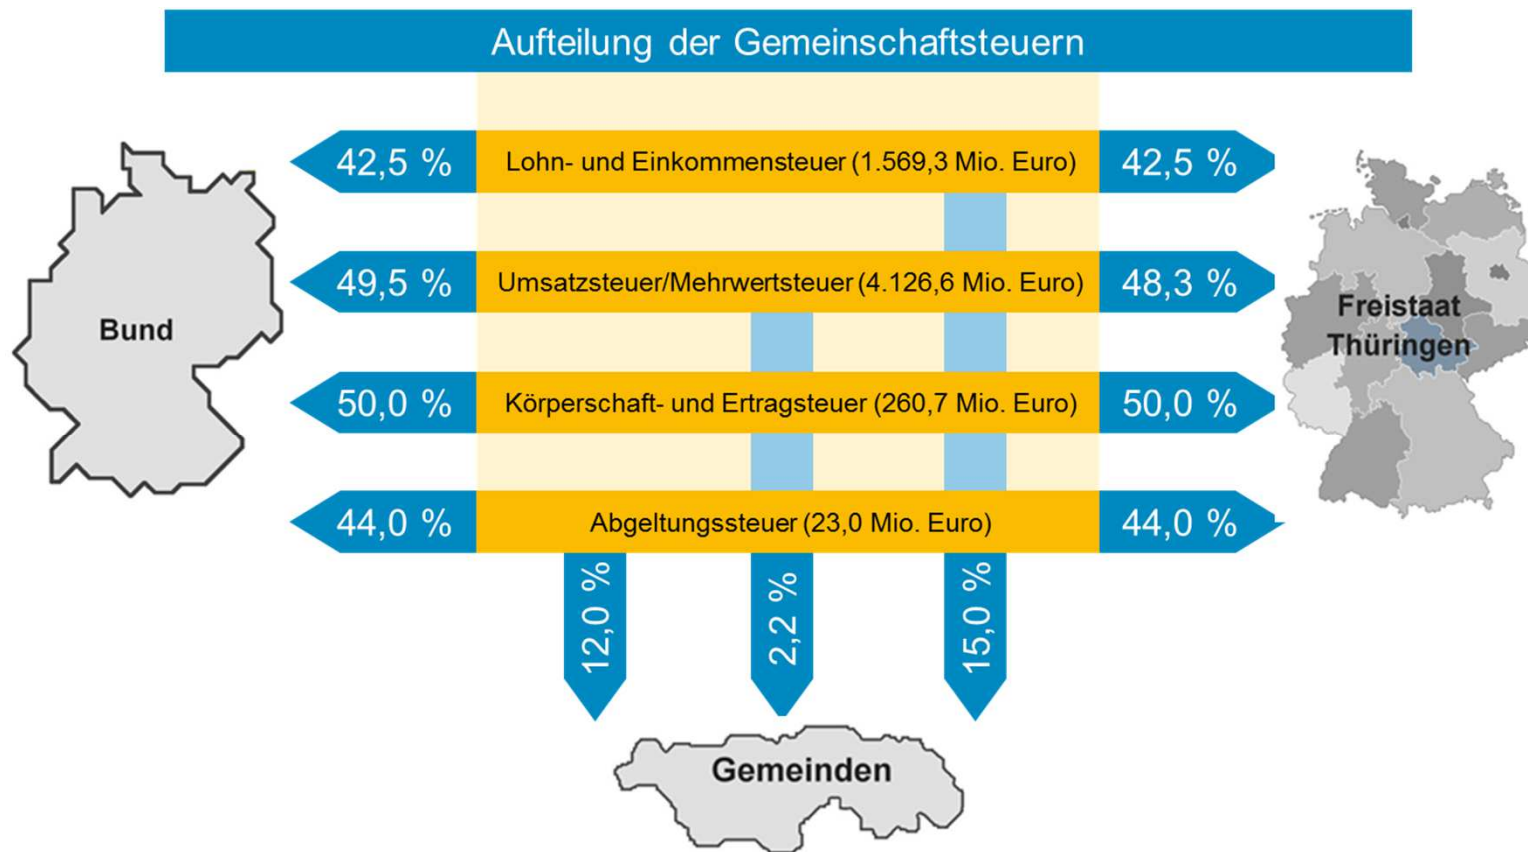 Aufteilung der Gemeinschaftsteuern
42,5 %
Lohn- und Einkommensteuer (1.569,3 Mio. Euro)
42,5 %
49,5 %
Umsatzsteuer/Mehrwertsteuer (4.126,6 Mio. Euro)
48,3 %
Bund
Freistaat
Thüringen
50,0 %
Körperschaft- und Ertragsteuer (260,7 Mio. Euro)
50,0 %
44,0 %
Abgeltungssteuer (23,0 Mio. Euro)
44,0 %
12,0 %
2,2 %
15,0 %
Gemeinden